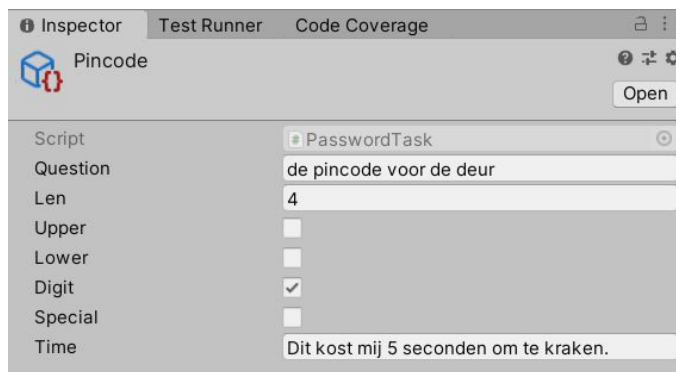 Inspector Test Runner Code Coverage
Pincode
Open
Script PasswordTask
Question de pincode voor de deur
Len 4
Upper
Lower
Digit
Special
Time Dit kost mij 5 seconden om te kraken.